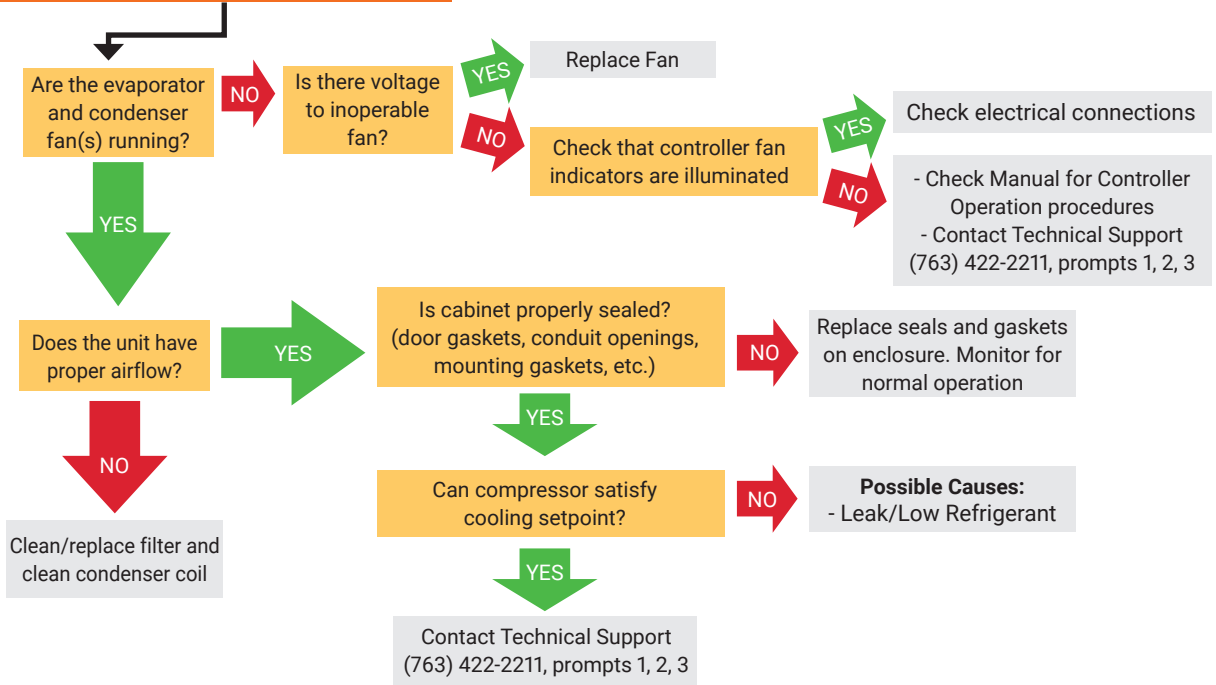 Are the evaporator
and condenser
fan(s) running?
NO
Is there voltage
to inoperable
fan?
YES
Replace Fan
NO
Check that controller fan
indicators are illuminated
YES
Check electrical connections
NO
- Check Manual for Controller
Operation procedures
- Contact Technical Support
(763) 422-2211, prompts 1, 2, 3
YES
Does the unit have
proper airflow?
YES
Is cabinet properly sealed?
(door gaskets, conduit openings,
mounting gaskets, etc.)
NO
Replace seals and gaskets
on enclosure. Monitor for
normal operation
NO
Clean/replace filter and
clean condenser coil
YES
Can compressor satisfy
cooling setpoint?
NO
Possible Causes:
- Leak/Low Refrigerant
YES
Contact Technical Support
(763) 422-2211, prompts 1, 2, 3